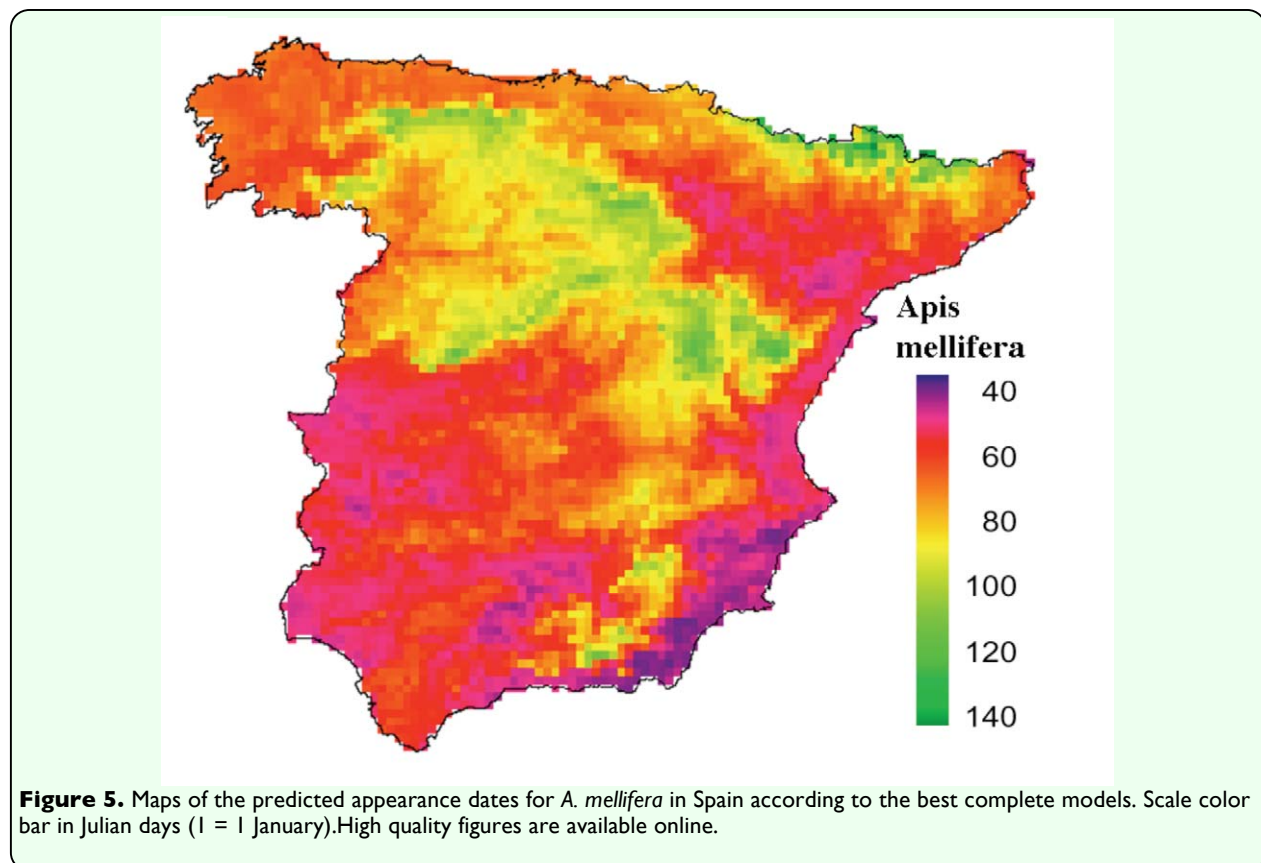 Apis
mellifera
40
60
80
100
120
140
Figure 5. Maps of the predicted appearance dates for A. mellifera in Spain according to the best complete models. Scale color
bar in Julian days (1 = 1 January).High quality figures are available online.